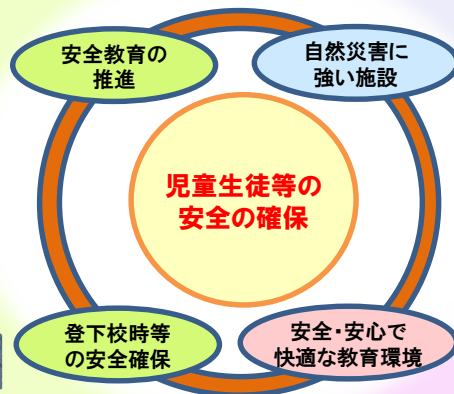 安全教育の
推進
自然災害に
強い施設
児童生徒等の
安全の確保
登下校時等
の安全確保
安全・安心で
快適な教育環境